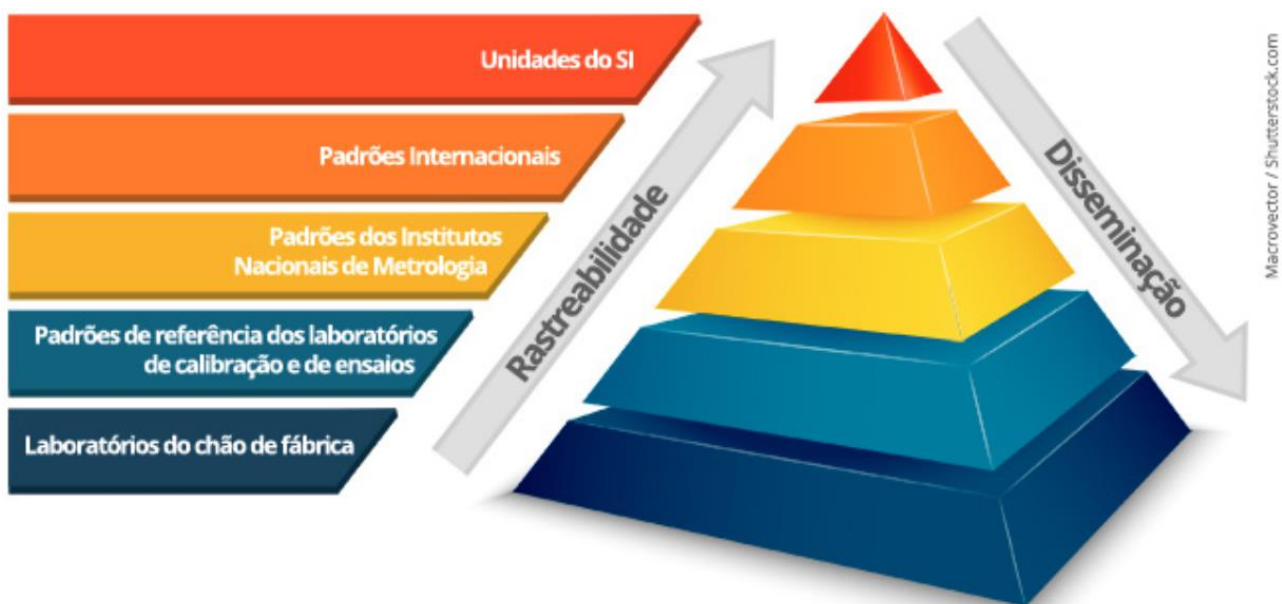 Unidades do SI
Padrões Internacionais
Padrões dos Institutos
Nacionais de Metrologia
Padrões de referência dos laboratórios
de calibração e de ensaios
Laboratórios do chão de fábrica
Rastreabilidade
Disseminação
Macrovector / Shutterstock.com